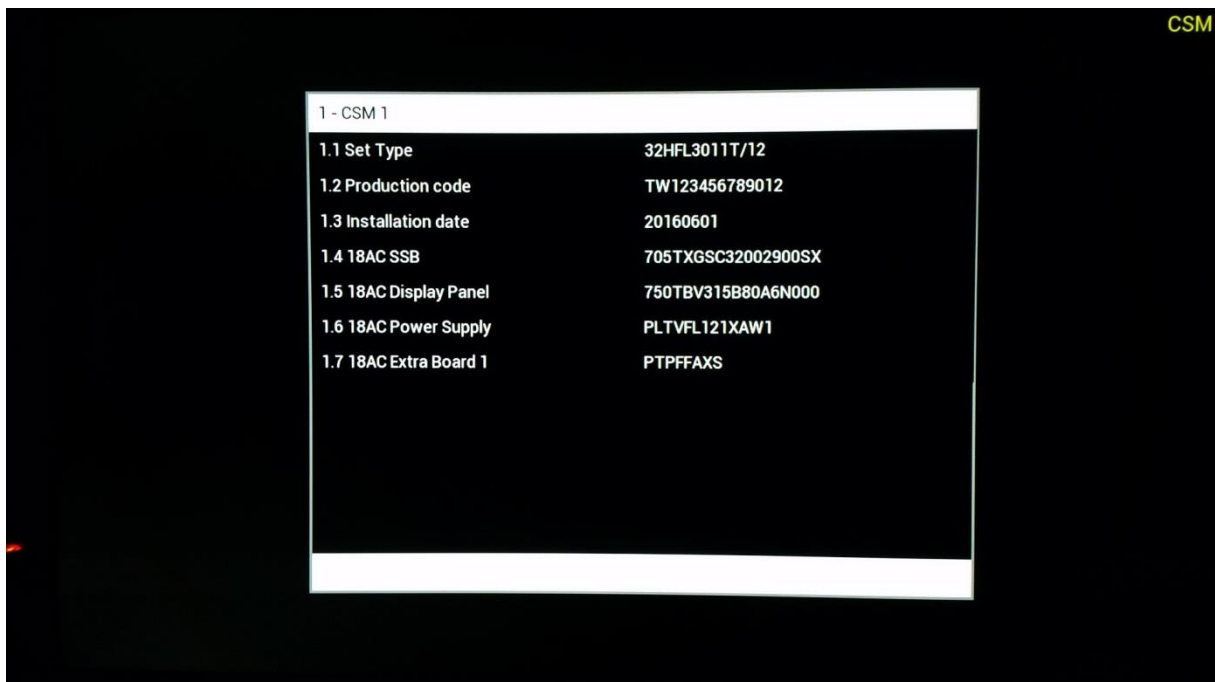 CSM
1 - CSM 1
1.1 Set Type 32HFL3011T/12
1.2 Production code TW123456789012
1.3 Installation date 20160601
1.4 18AC SSB 705TXGSC32002900SX
1.5 18AC Display Panel 750TBV315B80A6N000
1.6 18AC Power Supply PLTVFL121XAW1
1.7 18AC Extra Board 1 PTPFFAXS